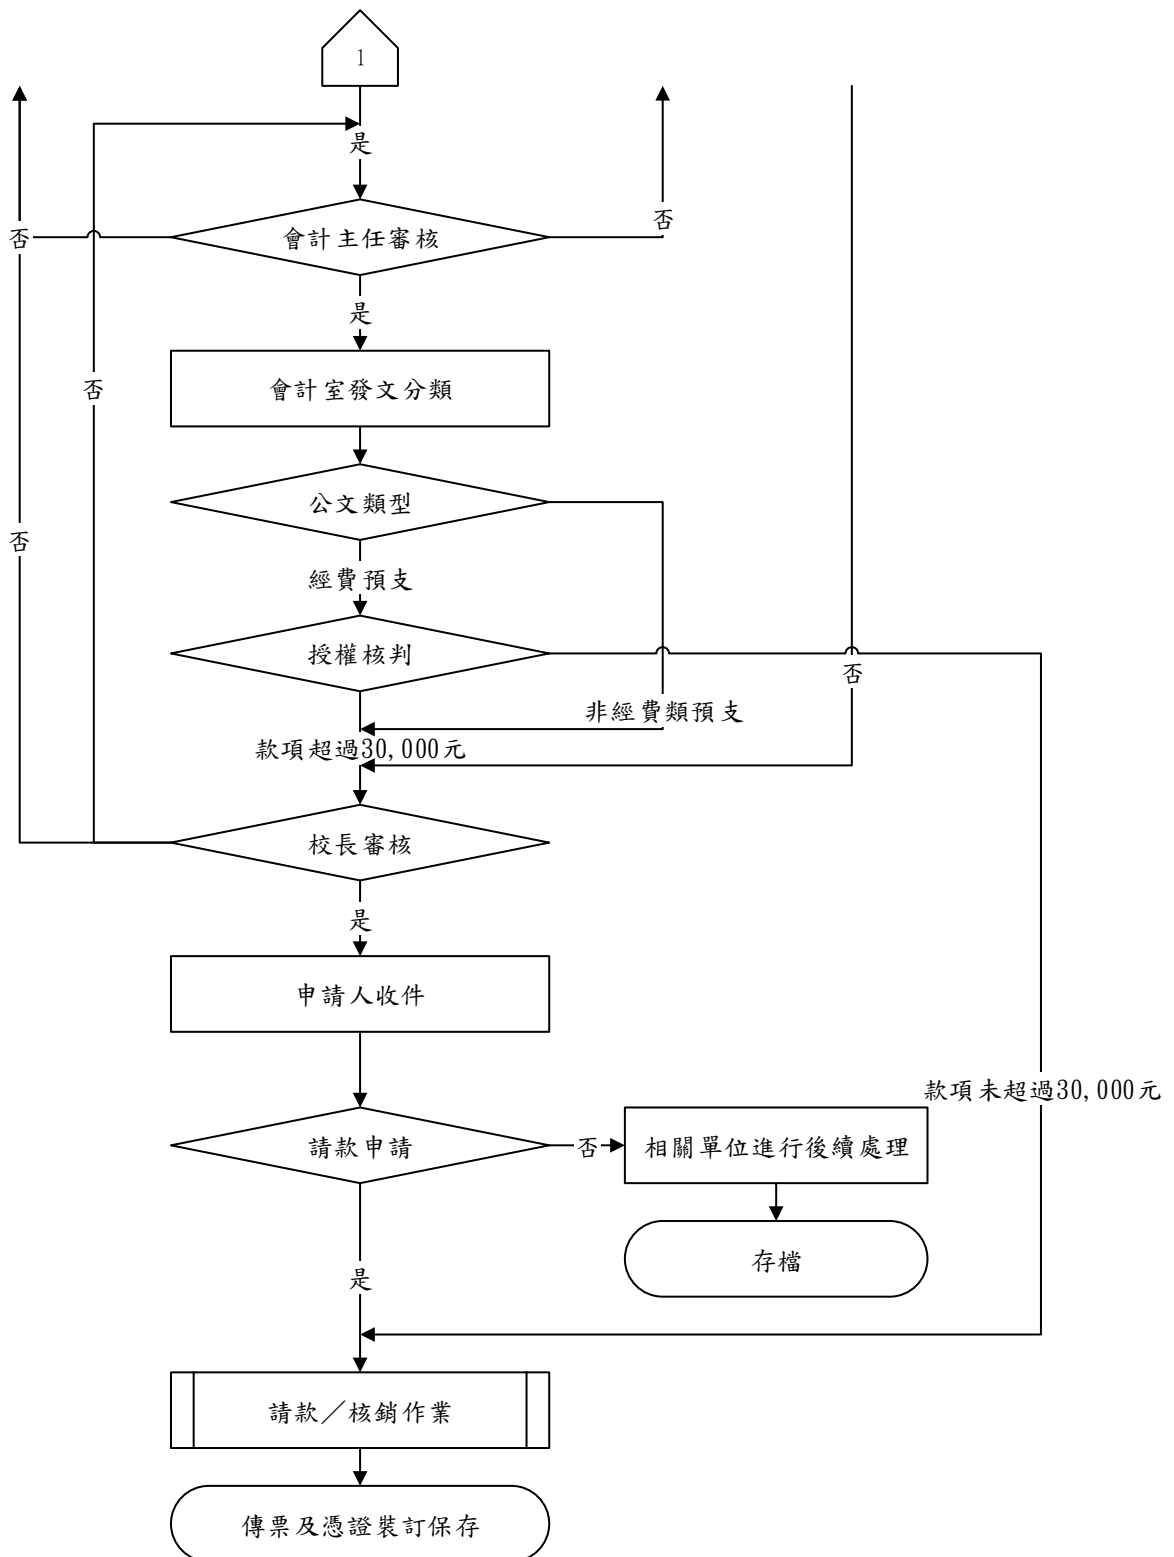 1
是
否
否
會計主任審核
是
否
會計室發文分類
公文類型
否
經費預支
授權核判
否
非經費類預支
款項超過30,000元
校長審核
是
申請人收件
款項未超過30,000元
請款申請
否
相關單位進行後續處理
存檔
是
請款／核銷作業
傳票及憑證裝訂保存